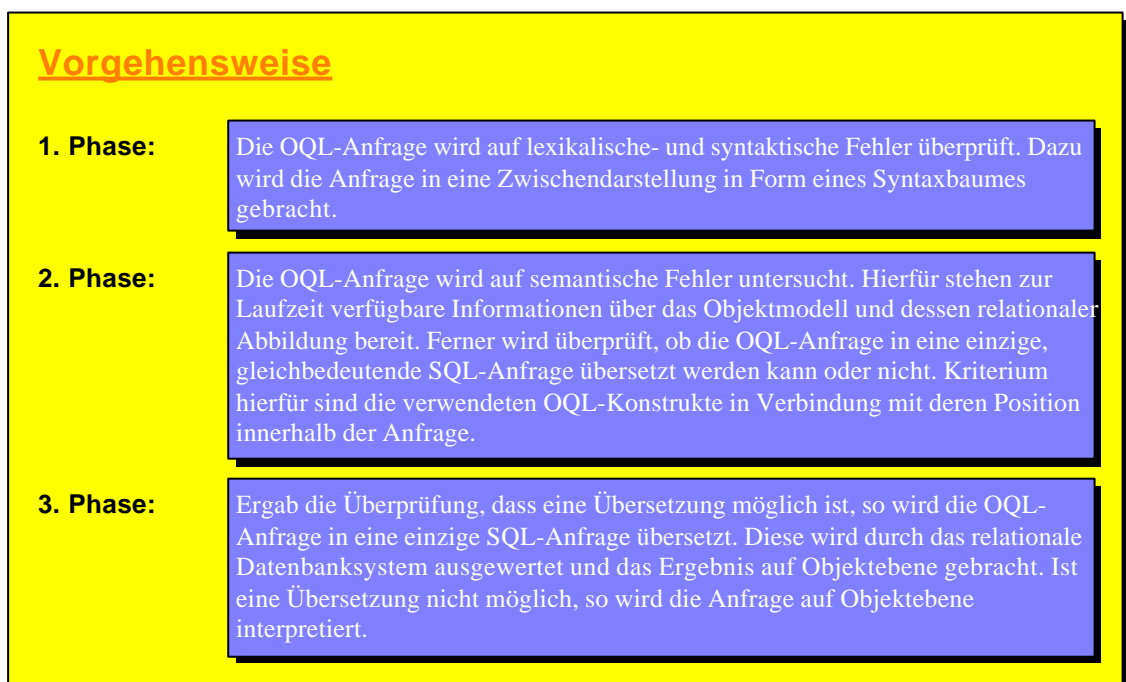 Vorgehensweise
1. Phase:
Die OQL-Anfrage wird auf lexikalische- und syntaktische Fehler überprüft. Dazu
wird die Anfrage in eine Zwischendarstellung in Form eines Syntaxbaumes
gebracht.
2. Phase:
Die OQL-Anfrage wird auf semantische Fehler untersucht. Hierfür stehen zur
Laufzeit verfügbare Informationen über das Objektmodell und dessen relationaler
Abbildung bereit. Ferner wird überprüft, ob die OQL-Anfrage in eine einzige,
gleichbedeutende SQL-Anfrage übersetzt werden kann oder nicht. Kriterium
hierfür sind die verwendeten OQL-Konstrukte in Verbindung mit deren Position
innerhalb der Anfrage.
3. Phase:
Ergab die Überprüfung, dass eine Übersetzung möglich ist, so wird die OQL-
Anfrage in eine einzige SQL-Anfrage übersetzt. Diese wird durch das relationale
Datenbanksystem ausgewertet und das Ergebnis auf Objektebene gebracht. Ist
eine Übersetzung nicht möglich, so wird die Anfrage auf Objektebene
interpretiert.